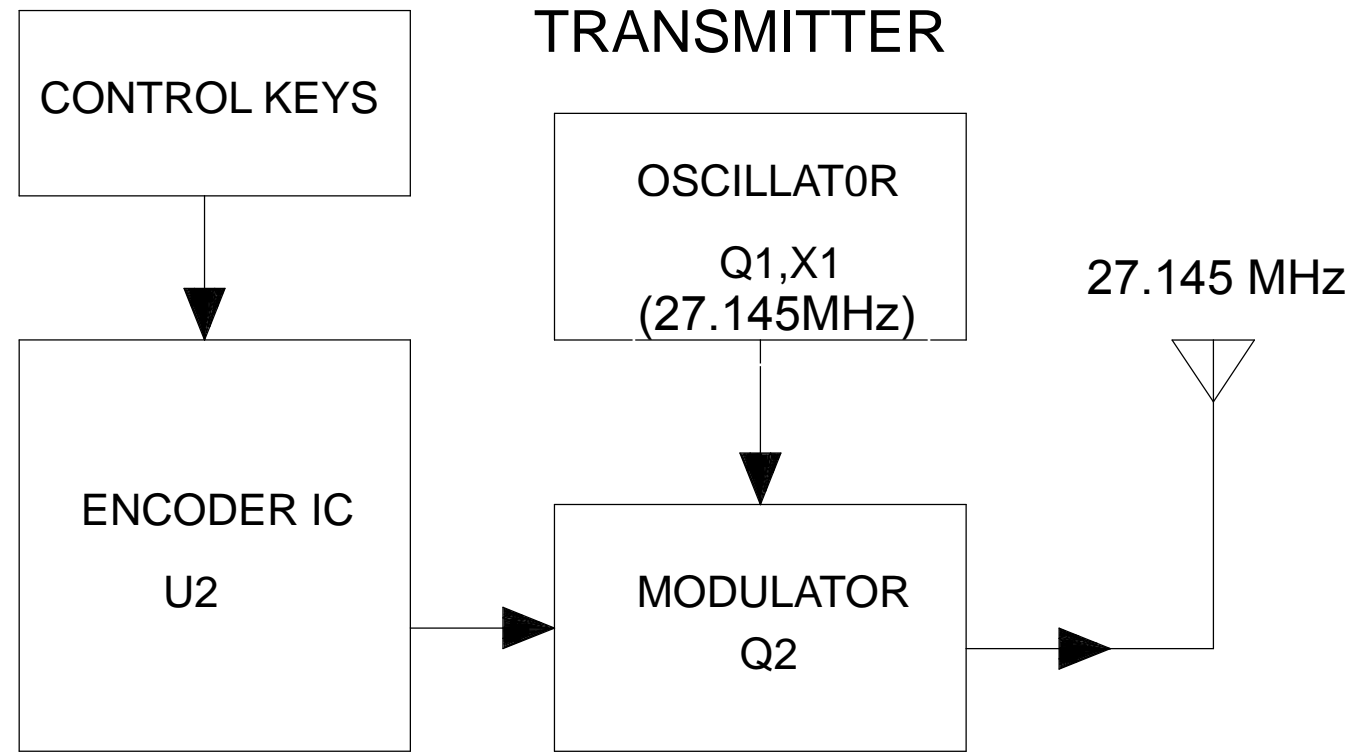 TRANSMITTER
CONTROL KEYS
OSCILLAT0R
Q1,X1
(27.145MHz)
27.145 MHz
ENCODER IC
U2
MODULATOR
Q2